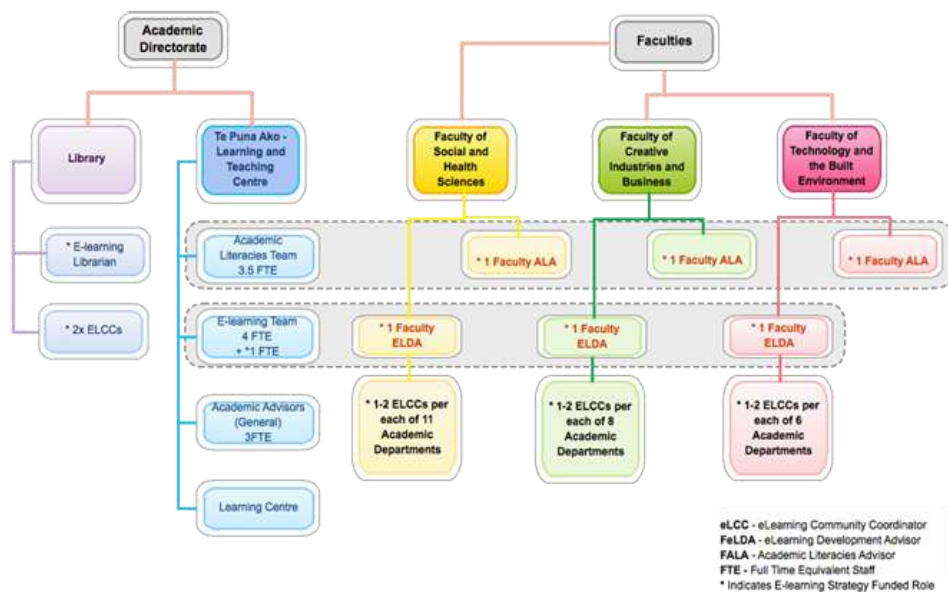 Academic
Directorate
Faculties
Library
Te Puna Ako -
Learning and
Teaching
Centre
Faculty of
Social and
Health
Sciences
Faculty of
Creative
Industries and
Business
Faculty of
Technology and
the Built
Environment
* E-learning
Librarian
Academic
Literacies Team
3.5 FTE
* 1 Faculty ALA
* 1 Faculty ALA
* 1 Faculty ALA
* 2x ELCCs
E-learning Team
4 FTE
+ *1 FTE
* 1 Faculty
ELDA
* 1 Faculty
ELDA
* 1 Faculty
ELDA
Academic Advisors
(General)
3FTE
* 1-2 ELCCs per
each of 11
Academic
Departments
* 1-2 ELCCs per
each of 8
Academic
Departments
* 1-2 ELCCs per
each of 6
Academic
Departments
Learning Centre
eLCC - eLearning Community Coordinator
FeLDA - eLearning Development Advisor
FALA - Academic Literacies Advisor
FTE - Full Time Equivalent Staff
* Indicates E-learning Strategy Funded Role